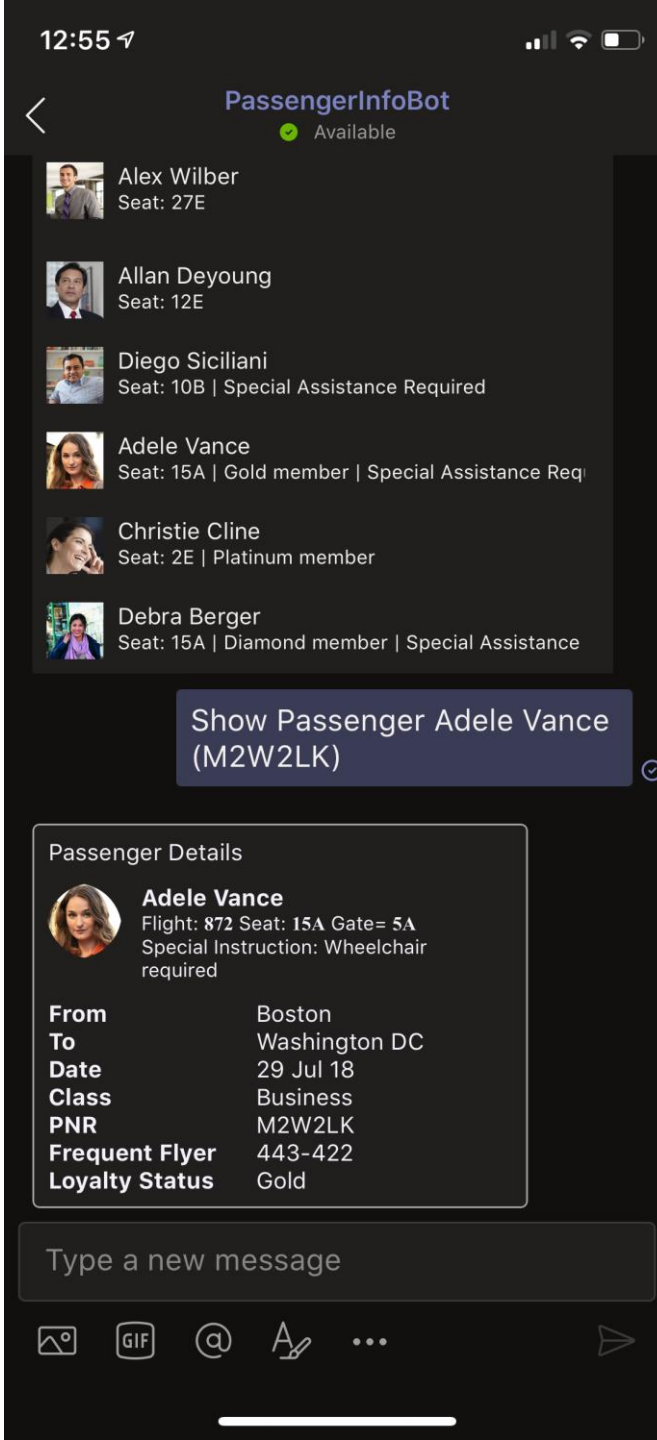 12:55
PassengerInfoBot
Available
Alex Wilber
Seat: 27E
Allan Deyoung
Seat: 12E
Diego Siciliani
Seat: 10B | Special Assistance Required
Adele Vance
Seat: 15A | Gold member | Special Assistance Req
Christie Cline
Seat: 2E | Platinum member
Debra Berger
Seat: 15A | Diamond member | Special Assistance
Show Passenger Adele Vance
(M2W2LK)
Passenger Details
Adele Vance
Flight: 872 Seat: 15A Gate= 5A
Special Instruction: Wheelchair
required
From Boston
To Washington DC
Date 29 Jul 18
Class Business
PNR M2W2LK
Frequent Flyer 443-422
Loyalty Status Gold
Type a new message
GIF